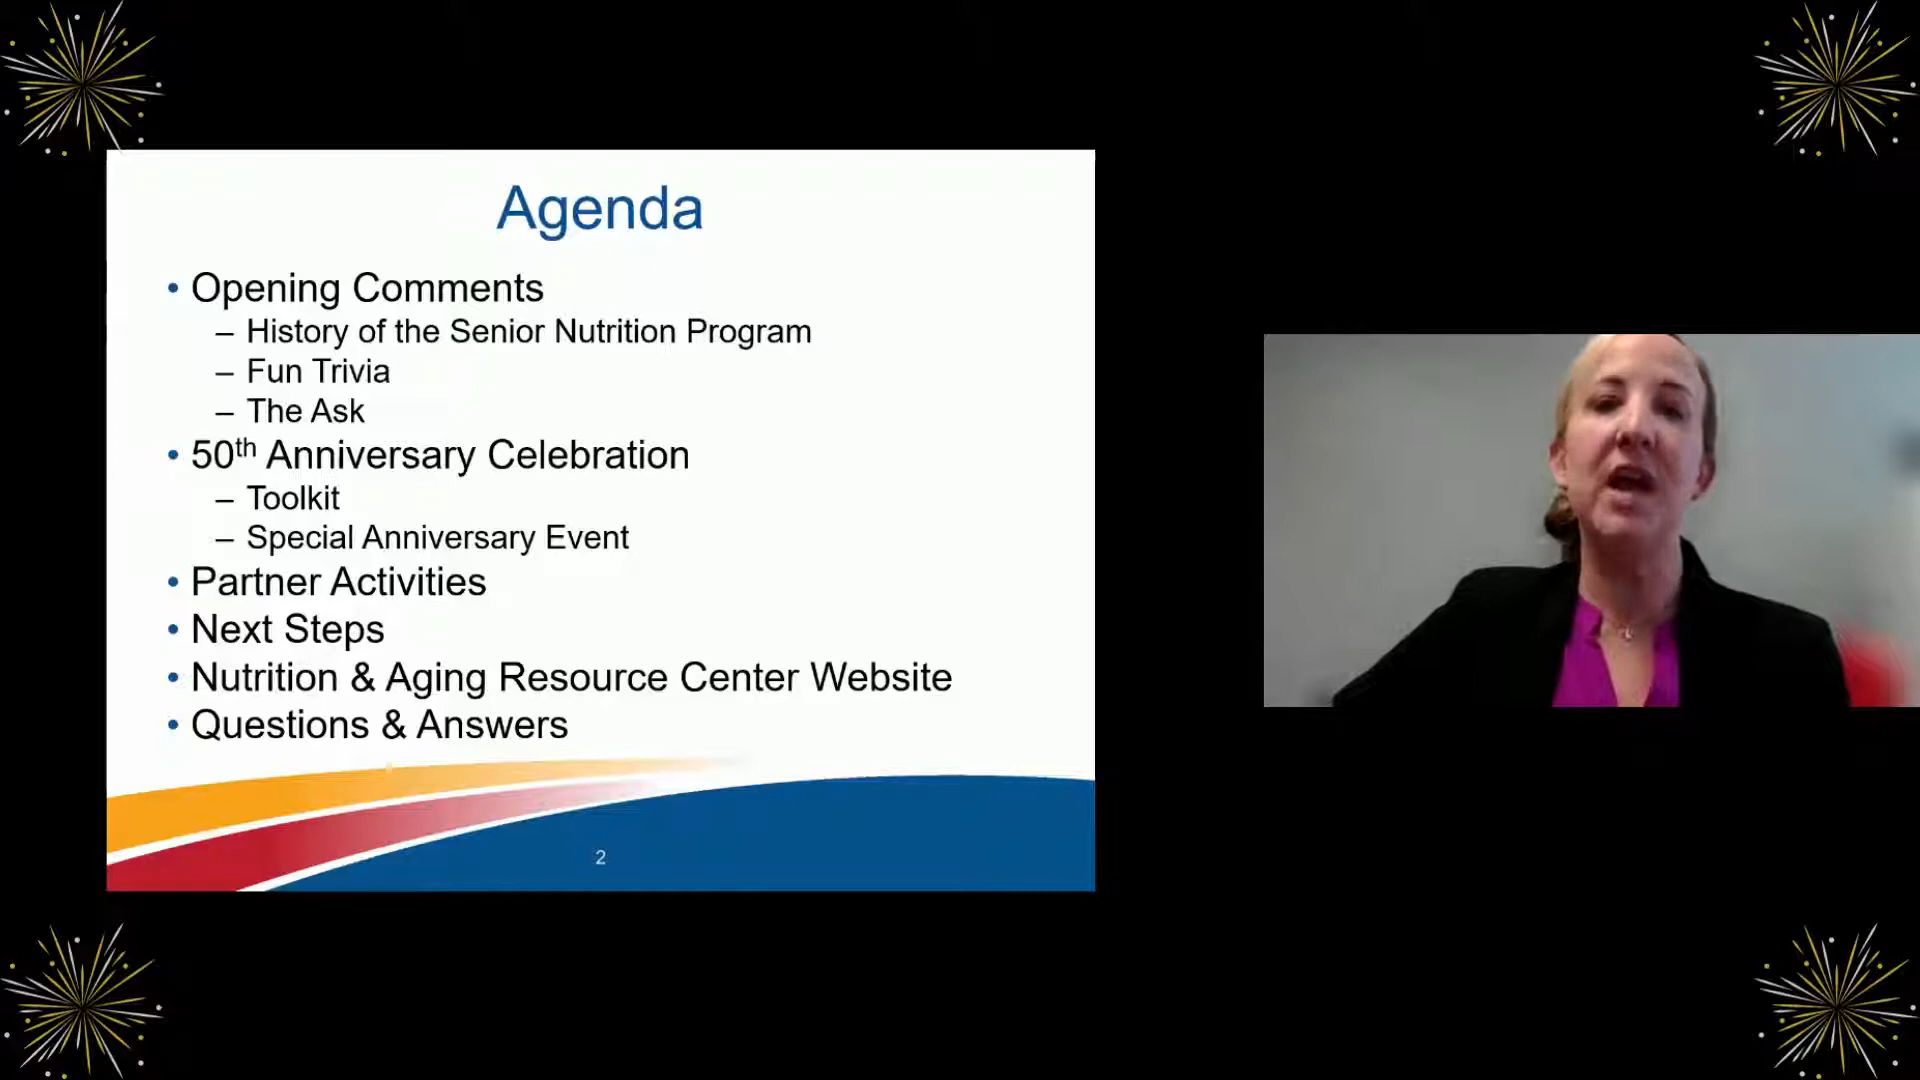 Agenda
• Opening Comments
– History of the Senior Nutrition Program
– Fun Trivia
– The Ask
• 50th Anniversary Celebration
– Toolkit
– Special Anniversary Event
• Partner Activities
• Next Steps
• Nutrition & Aging Resource Center Website
• Questions & Answers
2